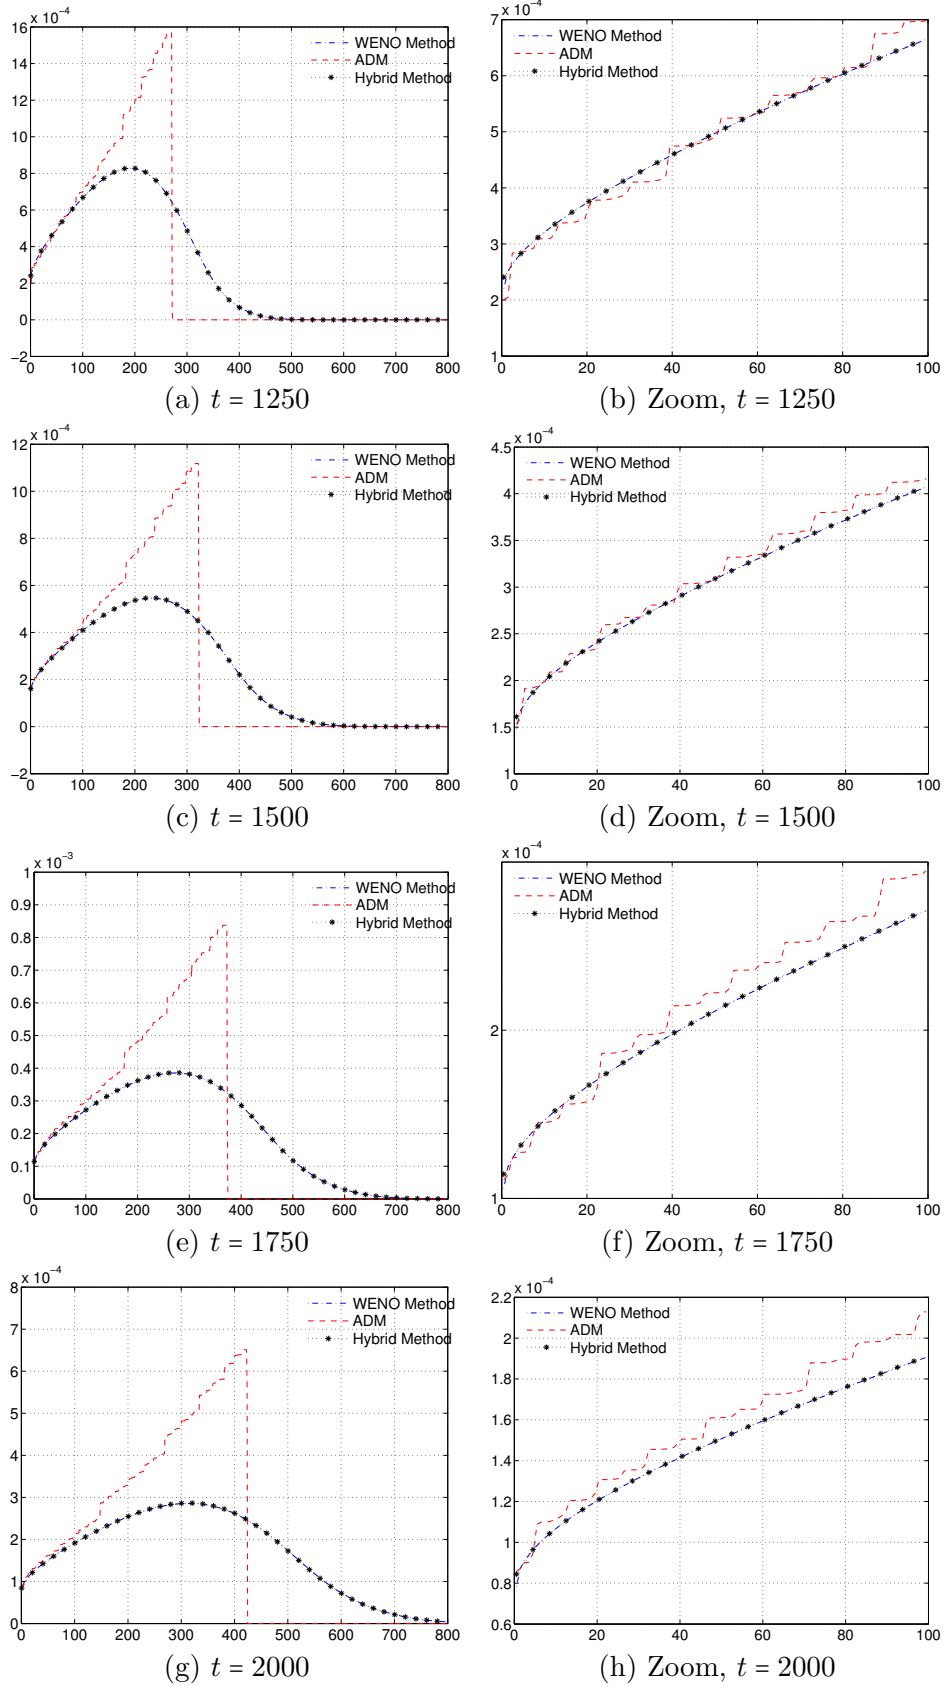 x 10⁻⁴
16
14
12
10
8
6
4
2
0
−2
0 100 200 300 400 500 600 700 800
WENO Method
ADM
Hybrid Method
(a) t = 1250
x 10⁻⁴
7
6
5
4
3
2
1
0 20 40 60 80 100
WENO Method
ADM
Hybrid Method
(b) Zoom, t = 1250
x 10⁻⁴
12
10
8
6
4
2
0
−2
0 100 200 300 400 500 600 700 800
WENO Method
ADM
Hybrid Method
(c) t = 1500
x 10⁻⁴
4.5
4
3.5
3
2.5
2
1.5
1
0 20 40 60 80 100
WENO Method
ADM
Hybrid Method
(d) Zoom, t = 1500
x 10⁻³
1
0.9
0.8
0.7
0.6
0.5
0.4
0.3
0.2
0.1
0
0 100 200 300 400 500 600 700 800
WENO Method
ADM
Hybrid Method
(e) t = 1750
x 10⁻⁴
2
1
0 20 40 60 80 100
WENO Method
ADM
Hybrid Method
(f) Zoom, t = 1750
x 10⁻⁴
8
7
6
5
4
3
2
1
0
0 100 200 300 400 500 600 700 800
WENO Method
ADM
Hybrid Method
(g) t = 2000
x 10⁻⁴
2.2
2
1.8
1.6
1.4
1.2
1
0.8
0.6
0 20 40 60 80 100
WENO Method
ADM
Hybrid Method
(h) Zoom, t = 2000